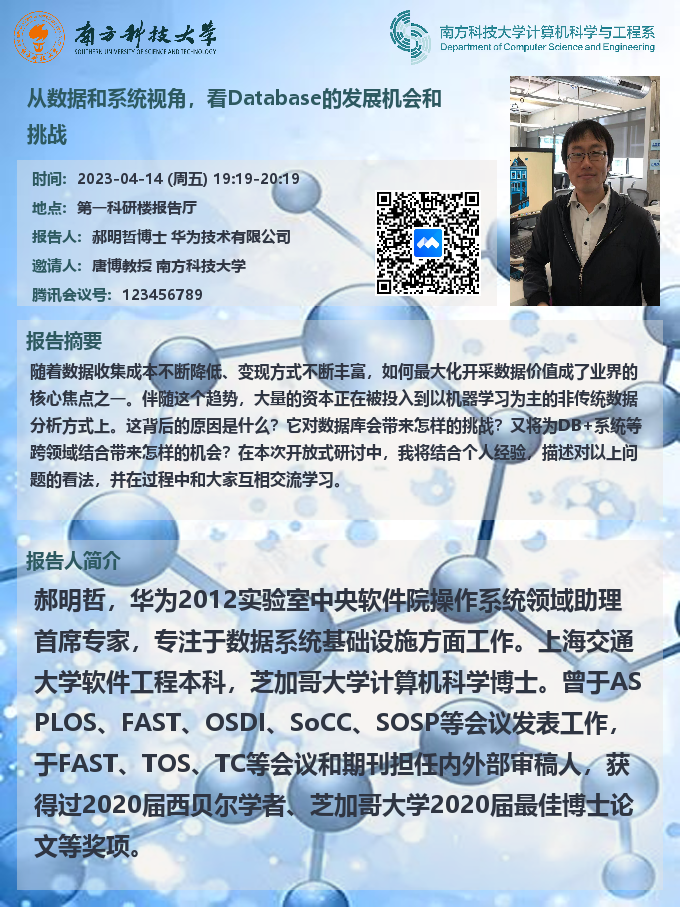 南方科技大学
SOUTHERN UNIVERSITY OF SCIENCE AND TECHNOLOGY
南方科技大学计算机科学与工程系
Department of Computer Science and Engineering
从数据和系统视角，看Database的发展机会和
挑战
时间：2023-04-14 (周五) 19:19-20:19
地点：第一科研楼报告厅
报告人：郝明哲博士 华为技术有限公司
邀请人：唐博教授 南方科技大学
腾讯会议号：123456789
报告摘要
随着数据收集成本不断降低、变现方式不断丰富，如何最大化开采数据价值成了业界的
核心焦点之一。伴随这个趋势，大量的资本正在被投入到以机器学习为主的非传统数据
分析方式上。这背后的原因是什么？它对数据库会带来怎样的挑战？又将为DB+系统等
跨领域结合带来怎样的机会？在本次开放式研讨中，我将结合个人经验，描述对以上问
题的看法，并在过程中和大家互相交流学习。
报告人简介
郝明哲，华为2012实验室中央软件院操作系统领域助理
首席专家，专注于数据系统基础设施方面工作。上海交通
大学软件工程本科，芝加哥大学计算机科学博士。曾于AS
PLOS、FAST、OSDI、SoCC、SOSP等会议发表工作，
于FAST、TOS、TC等会议和期刊担任内外部审稿人，获
得过2020届西贝尔学者、芝加哥大学2020届最佳博士论
文等奖项。